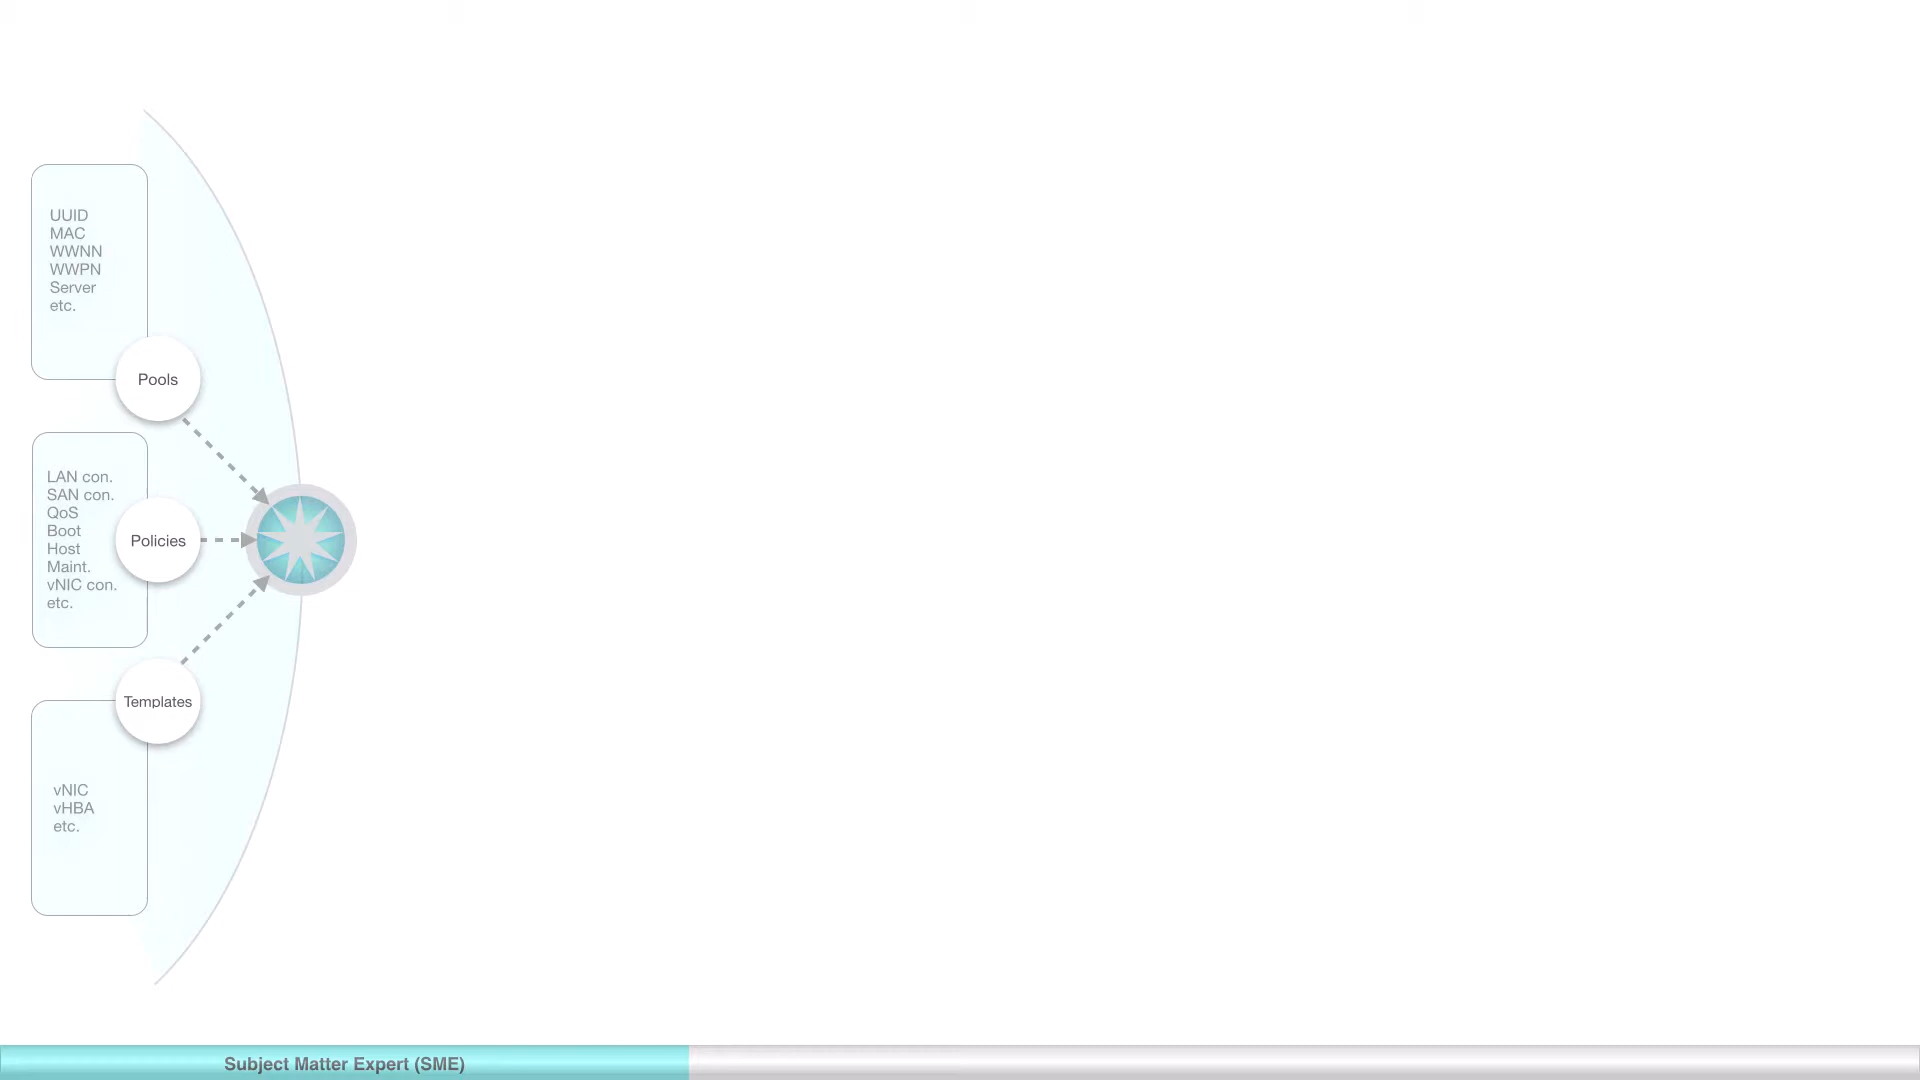 UUID
MAC
WWNN
WWPN
Server
etc.
Pools
LAN con.
SAN con.
QoS
Boot
Host
Maint.
vNIC con.
etc.
Policies
Templates
vNIC
vHBA
etc.
Subject Matter Expert (SME)